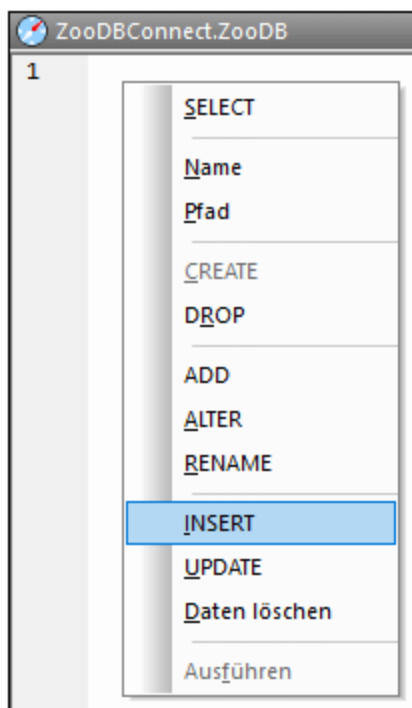 ZooDBConnect.ZooDB
1
SELECT
Name
Pfad
CREATE
DROP
ADD
ALTER
RENAME
INSERT
UPDATE
Daten löschen
Ausführen